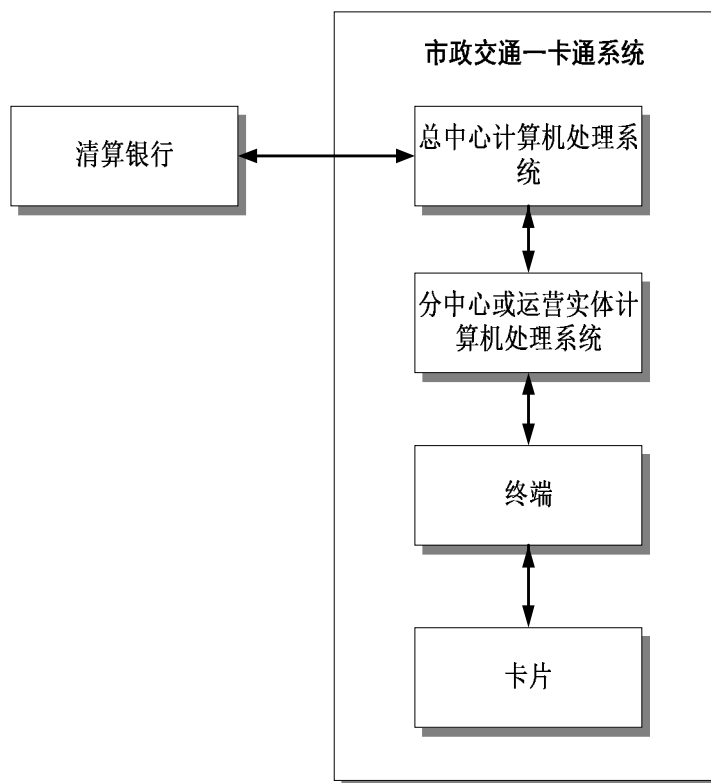 市政交通一卡通系统
清算银行
总中心计算机处理系
统
分中心或运营实体计
算机处理系统
终端
卡片